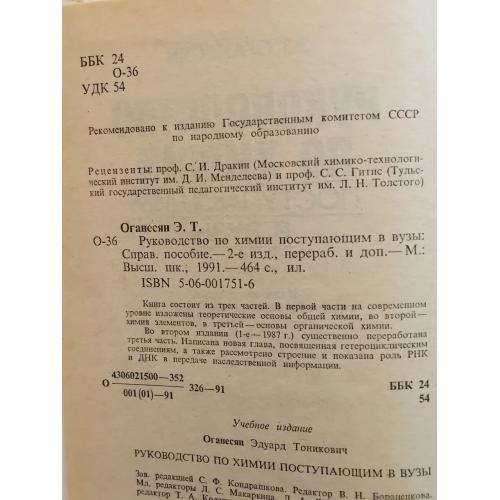 ББК 24
О-36
УДК 54
Рекомендовано к изданию Государственным комитетом СССР
по народному образованию
Рецензенты: проф. С. И. Дракин (Московский химико-технологи-
ческий институт им. Д. И. Менделеева) и проф. С. С. Гитис (Туль-
ский государственный педагогический институт им. Л. Н. Толстого)
Оганесян Э. Т.
О-36 Руководство по химии поступающим в вузы:
Справ. пособие.— 2-е изд., перераб. и доп.— М.:
Высш. шк., 1991.— 464 с., ил.
ISBN 5-06-001751-6
Книга состоит из трех частей. В первой части на современном
уровне изложены теоретические основы общей химии, во второй—
химия элементов, в третьей—основы органической химии.
Во втором издании (1-е—1987 г.) существенно переработана
третья часть. Написана новая глава, посвященная гетероциклическим
соединениям, а также рассмотрено строение и показана роль РНК
и ДНК в передаче наследственной информации.
О 4306021500—352
001(01)—91 326—91
ББК 24
54
Учебное издание
Оганесян Эдуард Тоникович
РУКОВОДСТВО ПО ХИМИИ ПОСТУПАЮЩИМ В ВУЗЫ
Зав. редакцией С. Ф. Кондрашкова. Редактор В. Н. Бораненкова.
Мл. редакторы Л. С. Макаркина,
редактор Т. А.